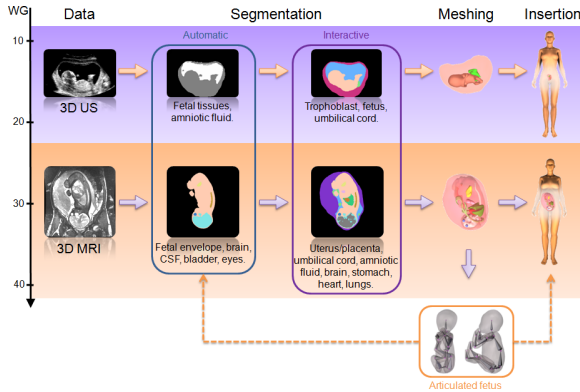 WG
Data
Segmentation
Meshing
Insertion
10
Automatic
Interactive
3D US
Fetal tissues,
amniotic fluid.
Trophoblast, fetus,
umbilical cord.
20
30
3D MRI
Fetal envelope, brain,
CSF, bladder, eyes.
Uterus/placenta,
umbilical cord, amniotic
fluid, brain, stomach,
heart, lungs.
40
Articulated fetus